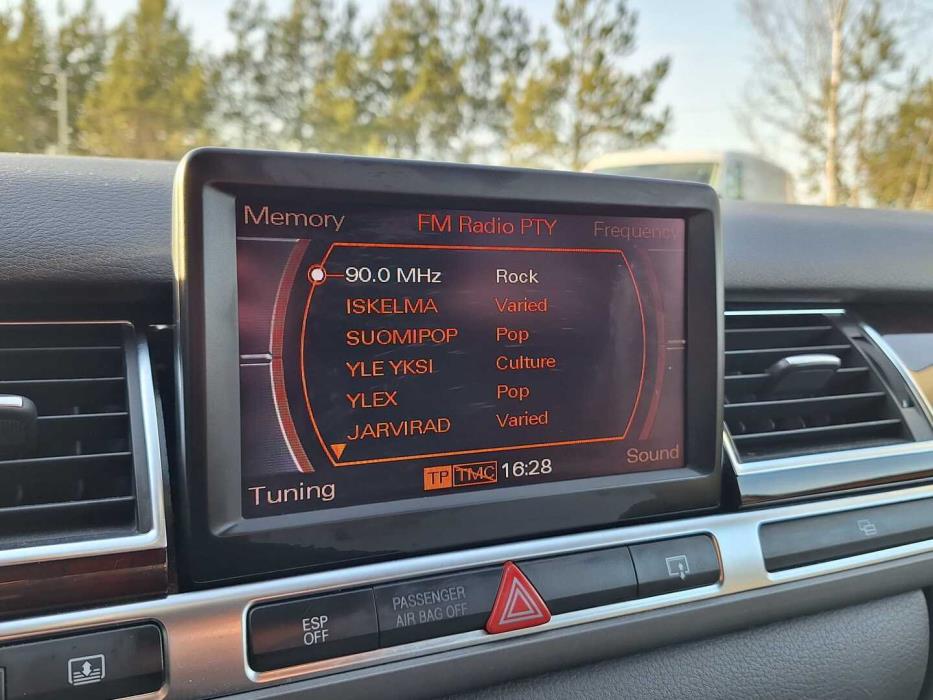 Memory FM Radio PTY Frequency
90.0 MHz Rock
ISKELMA Varied
SUOMIPOP Pop
YLE YKSI Culture
YLEX Pop
JARVIRAD Varied
Tuning TP TMC 16:28 Sound
ESP OFF
PASSENGER AIR BAG OFF